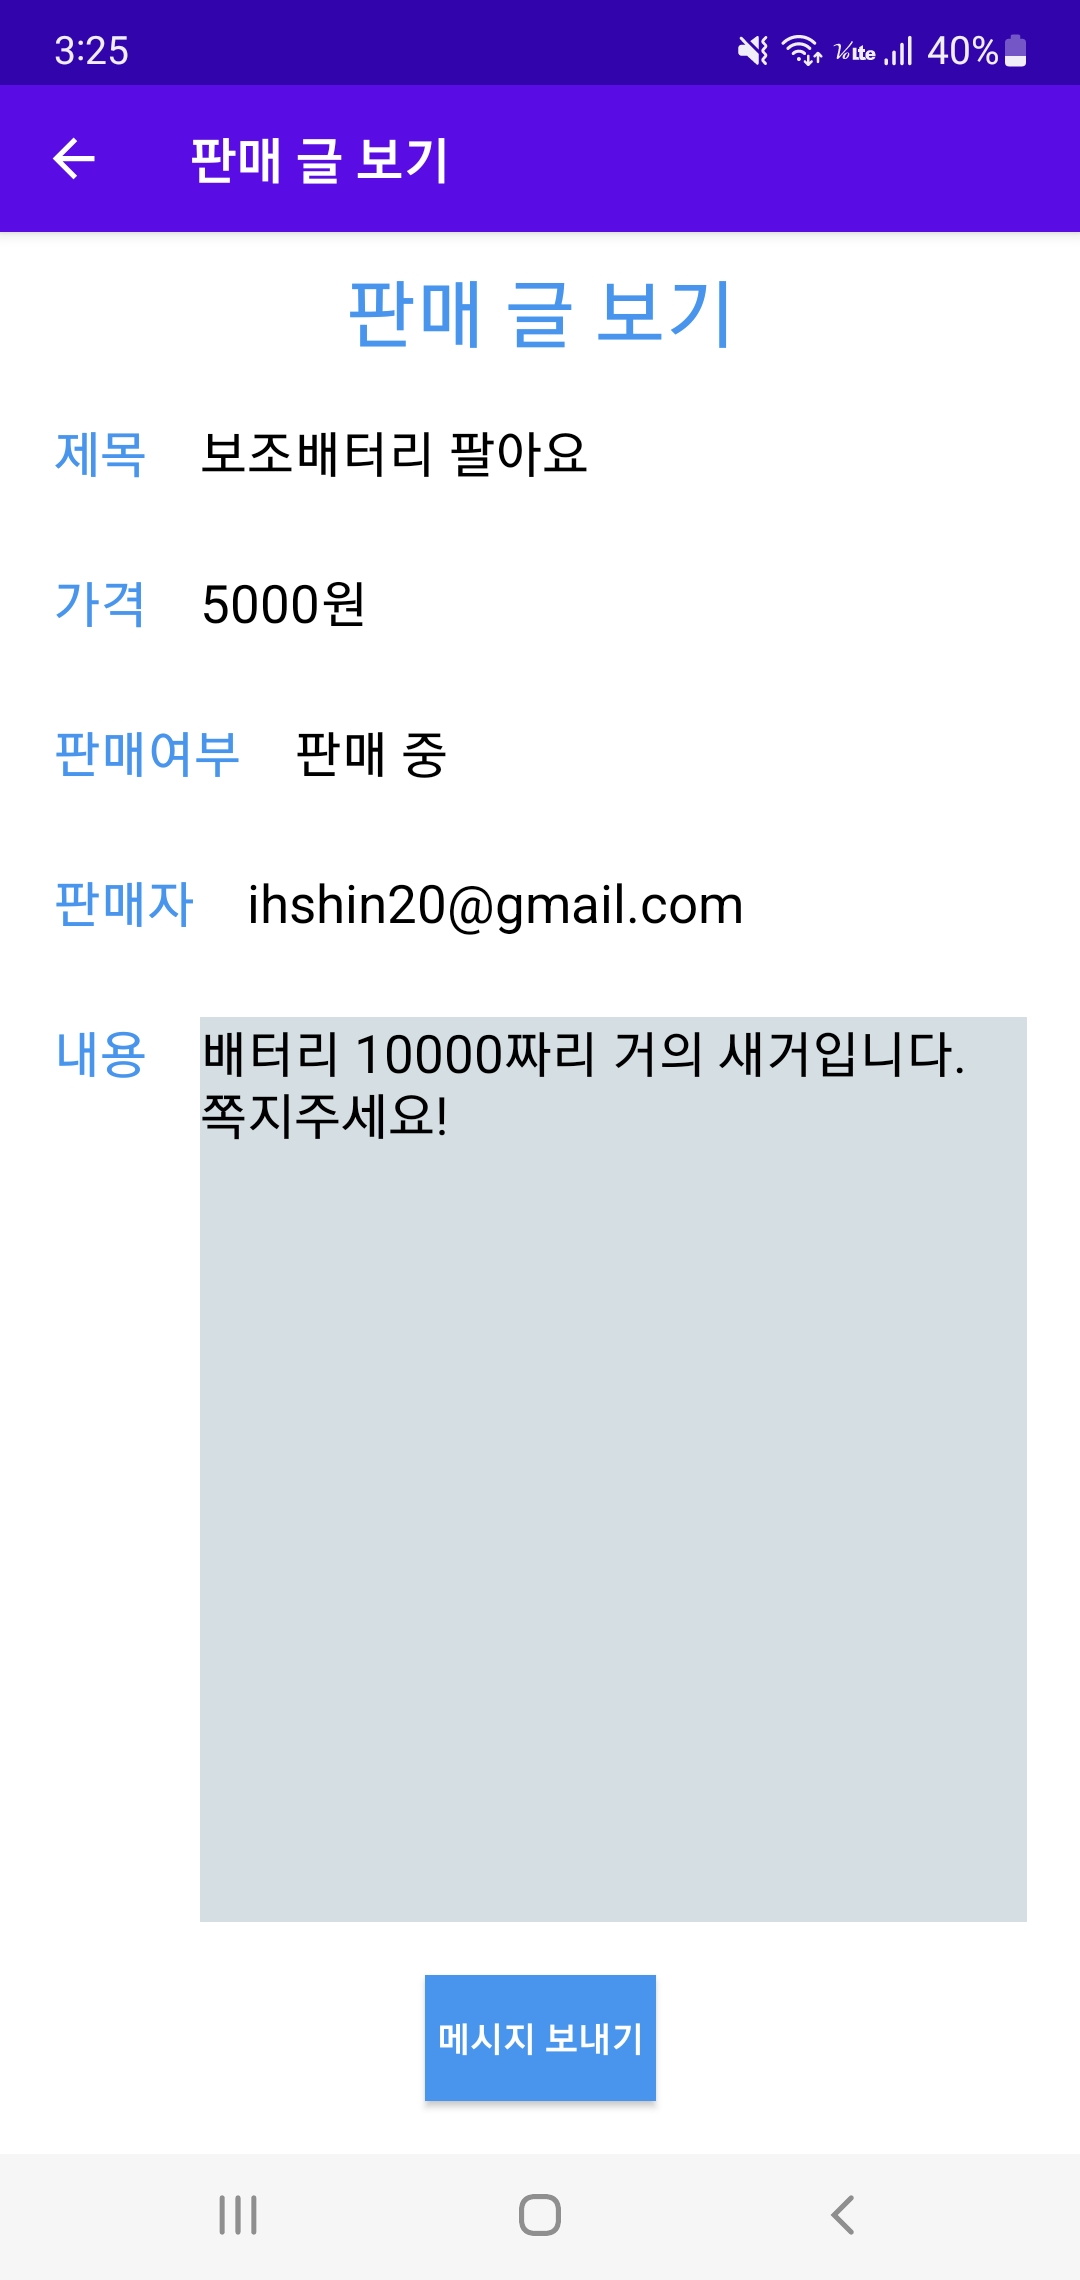 3:25
VoLte 40%
판매 글 보기
판매 글 보기
제목 보조배터리 팔아요
가격 5000원
판매여부 판매 중
판매자 ihshin20@gmail.com
내용 배터리 10000짜리 거의 새거입니다.
쪽지주세요!
메시지 보내기